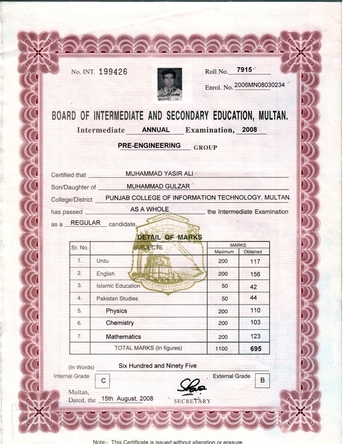 No. INT. 199426
Roll No. 7915
Enrol. No. 2006MN08030234
BOARD OF INTERMEDIATE AND SECONDARY EDUCATION, MULTAN.
Intermediate ANNUAL Examination, 2008
PRE-ENGINEERING GROUP
Certified that MUHAMMAD YASIR ALI
Son/Daughter of MUHAMMAD GULZAR
College/District PUNJAB COLLEGE OF INFORMATION TECHNOLOGY, MULTAN.
has passed AS A WHOLE the Intermediate Examination
as a REGULAR candidate.
DETAIL OF MARKS
Sr. No. SUBJECTS MARKS
Maximum Obtained
1. Urdu 200 117
2. English 200 156
3. Islamic Education 50 42
4. Pakistan Studies 50 44
5. Physics 200 110
6. Chemistry 200 103
7. Mathematics 200 123
TOTAL MARKS (In figures) 1100 695
(In Words) Six Hundred and Ninety Five
Internal Grade C External Grade B
Multan,
Dated, the 15th August, 2008 SECRETARY
Note:- This Certificate is issued without alteration or erasure.